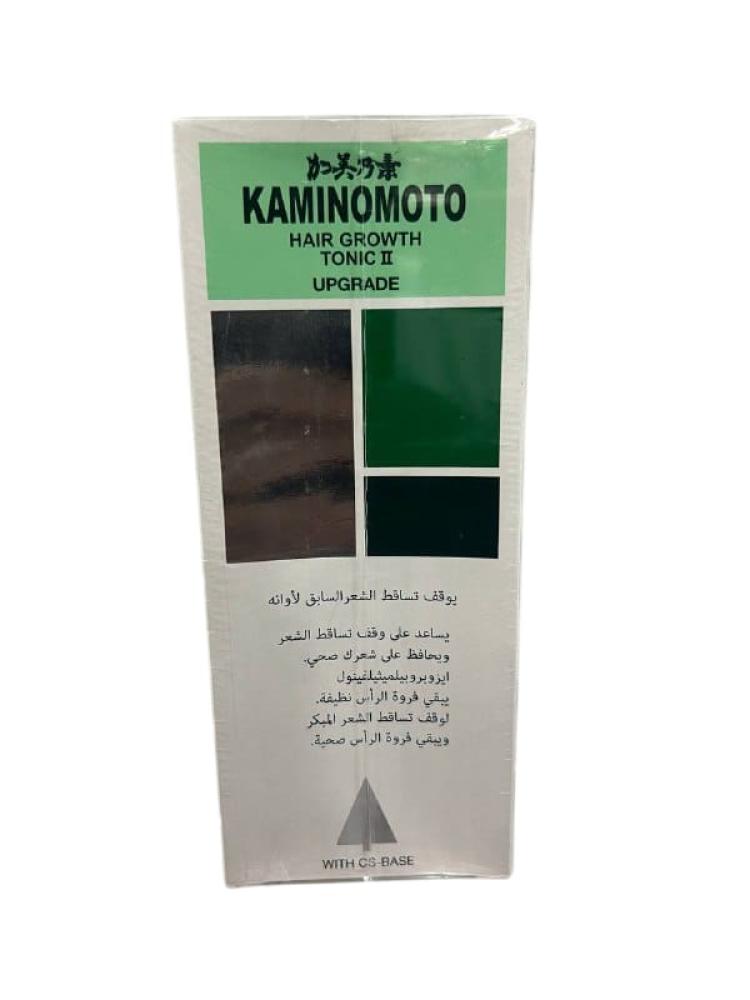 加美乃素
KAMINOMOTO
HAIR GROWTH
TONIC II
UPGRADE
يوقف تساقط الشعرالسابق لأوانه
يساعد على وقف تساقط الشعر
ويحافظ على شعرك صحي.
ايزوبروبيلميثيلفينول
يبقي فروة الرأس نظيفة.
لوقف تساقط الشعر المبكر
ويبقي فروة الرأس صحية.
WITH CS-BASE